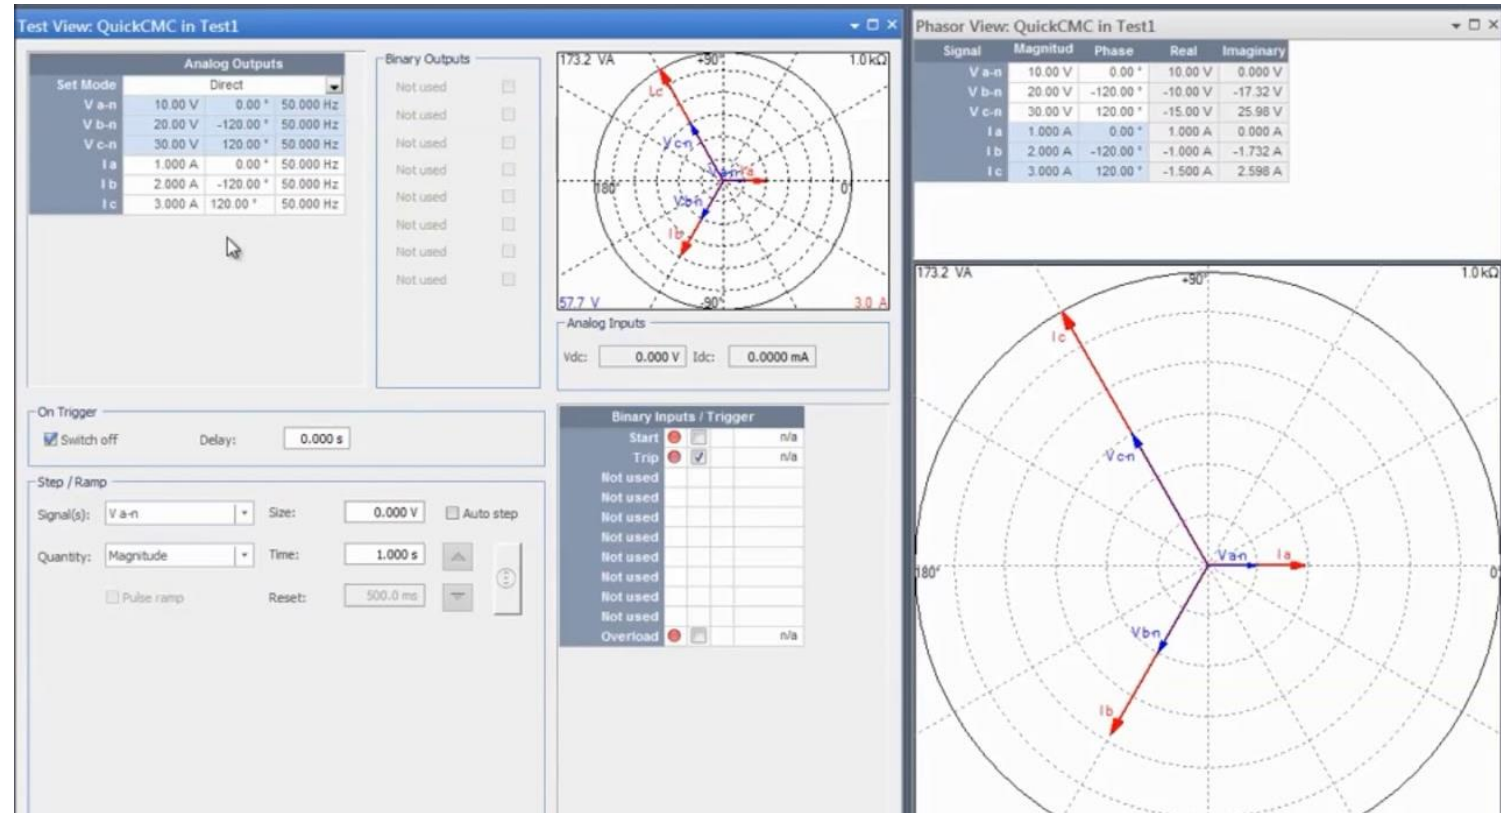 Test View: QuickCMC in Test1
Analog Outputs
Set Mode Direct
V a-n 10.00 V 0.00 ° 50.000 Hz
V b-n 20.00 V -120.00 ° 50.000 Hz
V c-n 30.00 V 120.00 ° 50.000 Hz
I a 1.000 A 0.00 ° 50.000 Hz
I b 2.000 A -120.00 ° 50.000 Hz
I c 3.000 A 120.00 ° 50.000 Hz
Binary Outputs
Not used
Not used
Not used
Not used
Not used
Not used
Not used
Not used
173.2 VA +90° 1.0 kΩ
I c
V c-n
V a-n I a
180° 0°
V b-n
I b
57.7 V -90° 3.0 A
Analog Inputs
Vdc: 0.000 V Idc: 0.0000 mA
On Trigger
Switch off Delay: 0.000 s
Step / Ramp
Signal(s): V a-n Size: 0.000 V Auto step
Quantity: Magnitude Time: 1.000 s
Pulse ramp Reset: 500.0 ms
Binary Inputs / Trigger
Start n/a
Trip n/a
Not used
Not used
Not used
Not used
Not used
Not used
Not used
Not used
Overload n/a
Phasor View: QuickCMC in Test1
Signal Magnitud Phase Real Imaginary
V a-n 10.00 V 0.00 ° 10.00 V 0.000 V
V b-n 20.00 V -120.00 ° -10.00 V -17.32 V
V c-n 30.00 V 120.00 ° -15.00 V 25.98 V
I a 1.000 A 0.00 ° 1.000 A 0.000 A
I b 2.000 A -120.00 ° -1.000 A -1.732 A
I c 3.000 A 120.00 ° -1.500 A 2.598 A
173.2 VA +90° 1.0 kΩ
I c
V c-n
V a-n I a
180° 0°
V b-n
I b